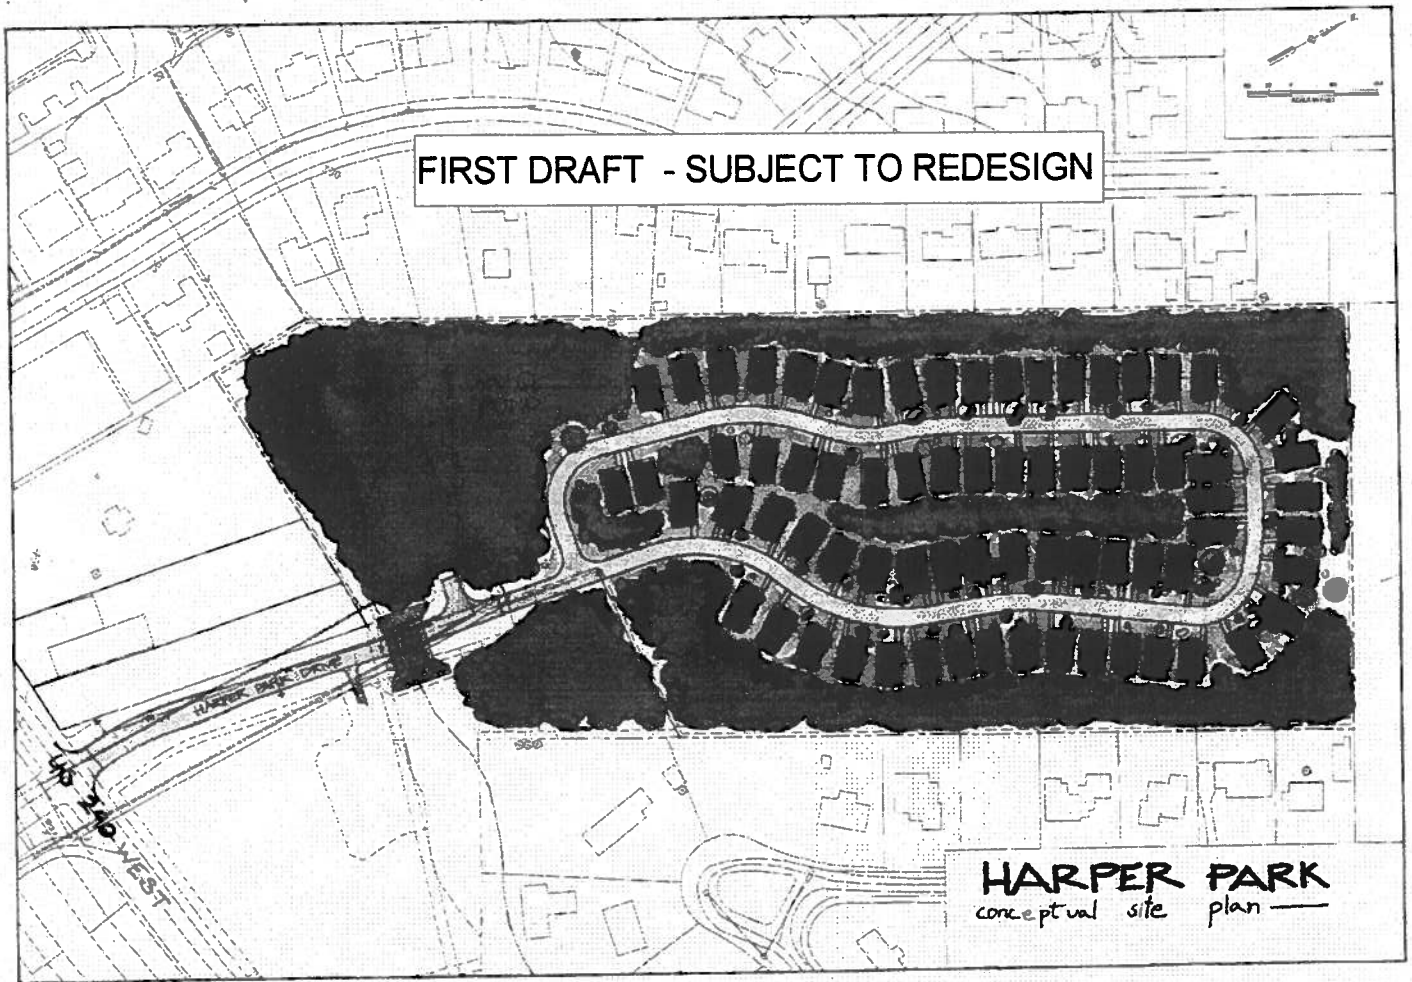 FIRST DRAFT - SUBJECT TO REDESIGN
HARPER PARK DRIVE
US 240 WEST
HARPER PARK
conceptual site plan